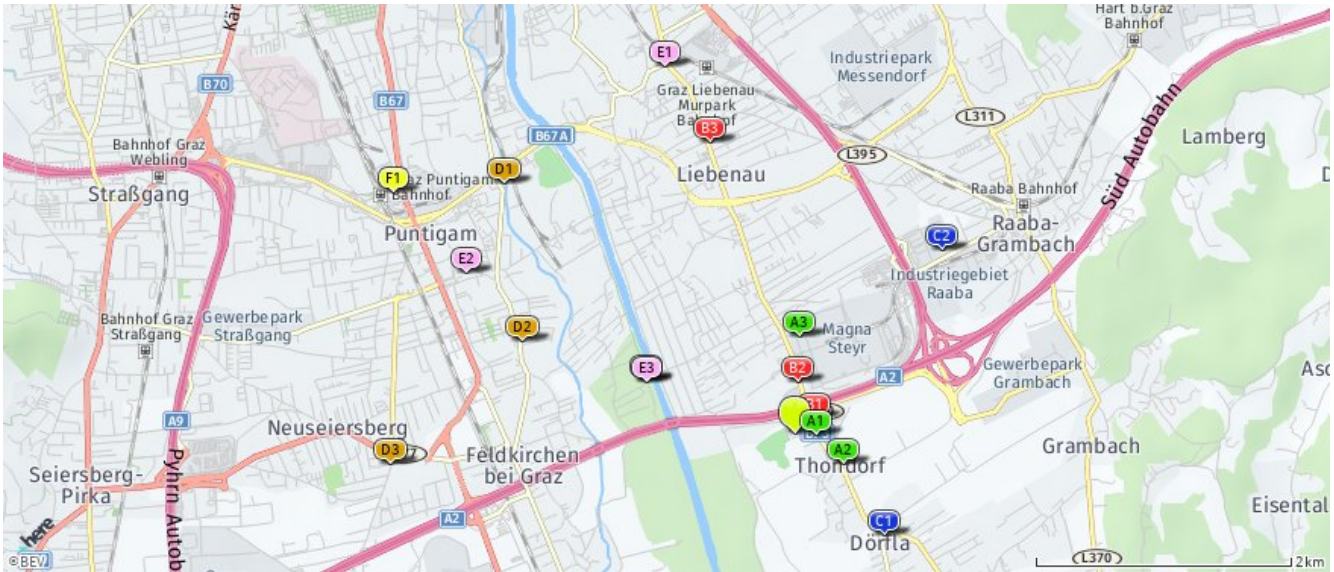 Hart b.Graz
Bahnhof
Kär
E1
Industriepark
Messendorf
B70
Graz Liebenau
Murpark
Bahnhof
B67
L311
B3
B67A
Lamberg
Bahnhof Graz
Webling
L395
Süd Autobahn
D1
Liebenau
F1
Graz Puntigam
Bahnhof
Raaba Bahnhof
Straßgang
Raaba-
Grambach
Puntigam
C2
E2
Industriegebiet
Raaba
Bahnhof Graz
Straßgang
Gewerbepark
Straßgang
D2
A3
Magna
Steyr
E3
B2
A2
Gewerbepark
Grambach
B1
A1
A9
Neuseiersberg
A2
Grambach
D3
Feldkirchen
bei Graz
Thondorf
Seiersberg-
Pirka
Pyhrn Autob
Eisental
A2
C1
Dörfla
here
©BEV
L370
2km